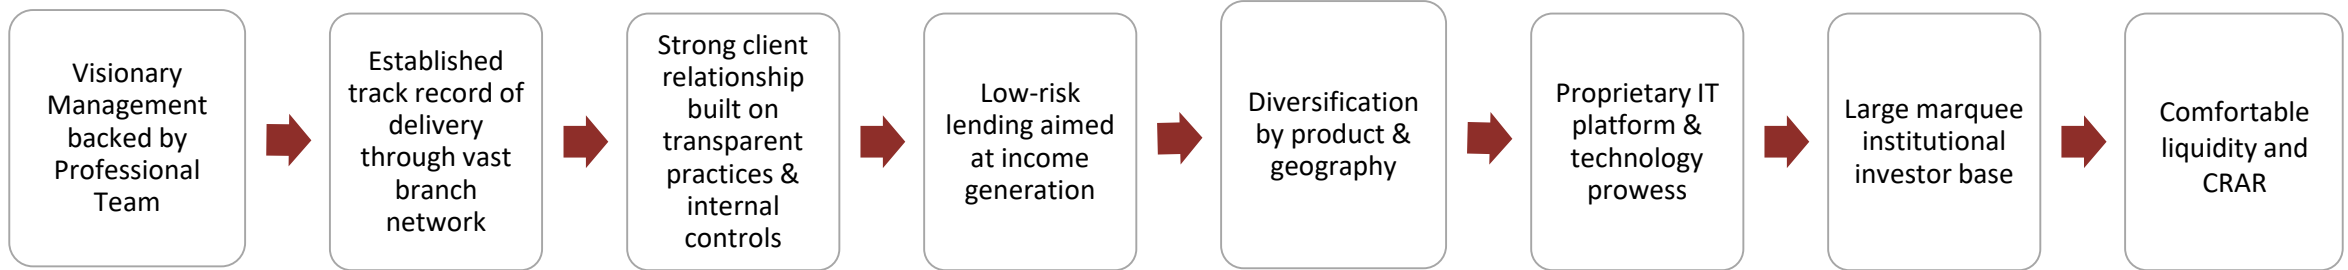 Visionary
Management
backed by
Professional
Team
Established
track record of
delivery
through vast
branch
network
Strong client
relationship
built on
transparent
practices &
internal
controls
Low-risk
lending aimed
at income
generation
Diversification
by product &
geography
Proprietary IT
platform &
technology
prowess
Large marquee
institutional
investor base
Comfortable
liquidity and
CRAR